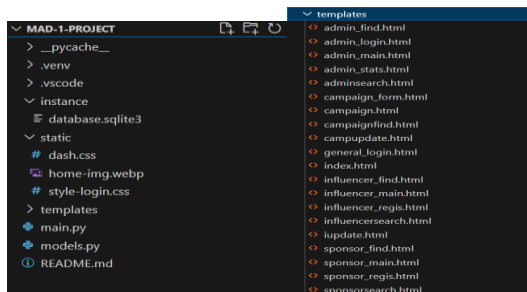 MAD-1-PROJECT
__pycache__
.venv
.vscode
instance
database.sqlite3
static
dash.css
home-img.webp
style-login.css
templates
main.py
models.py
README.md
templates
admin_find.html
admin_login.html
admin_main.html
admin_stats.html
adminsearch.html
campaign_form.html
campaign.html
campaignfind.html
campupdate.html
general_login.html
index.html
influencer_find.html
influencer_main.html
influencer_regis.html
influencersearch.html
iupdate.html
sponsor_find.html
sponsor_main.html
sponsor_regis.html
sponsorsearch.html